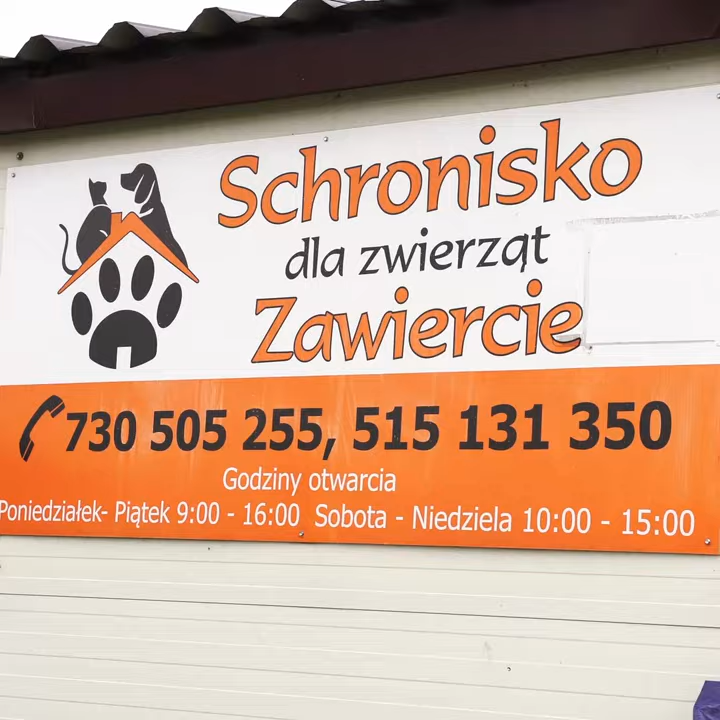 Schronisko
dla zwierząt
Zawiercie
730 505 255, 515 131 350
Godziny otwarcia
Poniedziałek- Piątek 9:00 - 16:00 Sobota - Niedziela 10:00 - 15:00